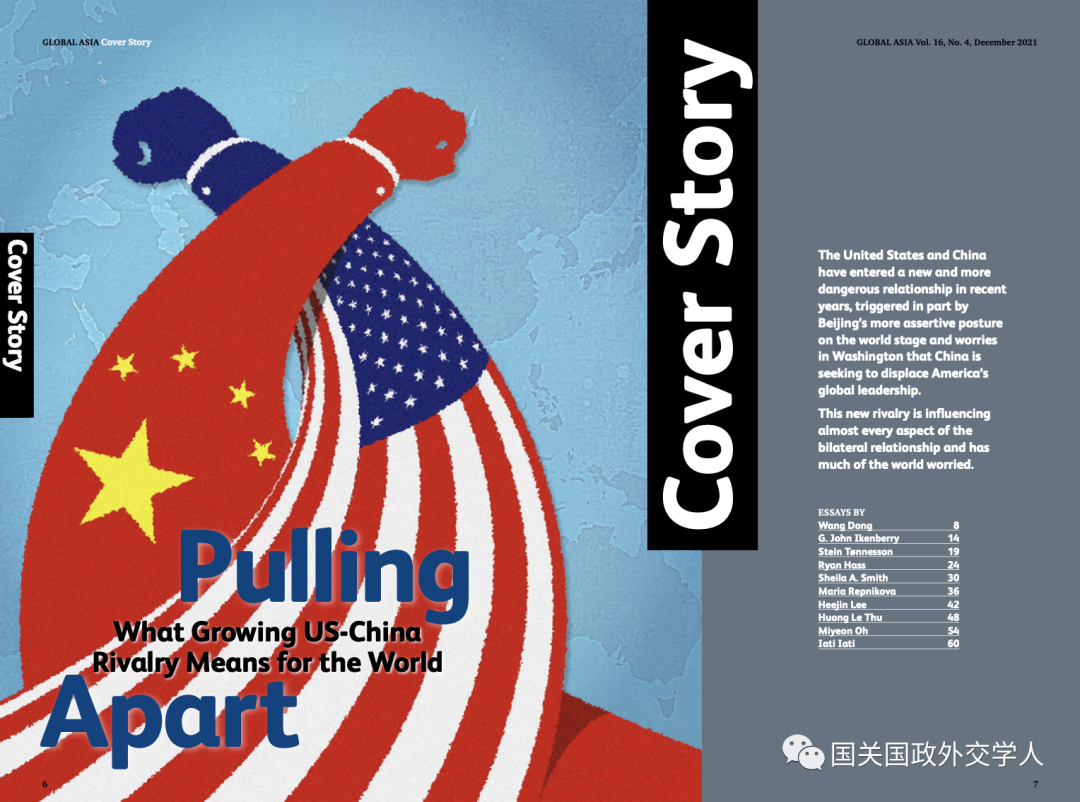 GLOBAL ASIA Cover Story
Cover Story
Pulling
What Growing US-China
Rivalry Means for the World
Apart
6
Cover Story
GLOBAL ASIA Vol. 16, No. 4, December 2021
The United States and China
have entered a new and more
dangerous relationship in recent
years, triggered in part by
Beijing’s more assertive posture
on the world stage and worries
in Washington that China is
seeking to displace America’s
global leadership.
This new rivalry is influencing
almost every aspect of the
bilateral relationship and has
much of the world worried.
ESSAYS BY
Wang Dong 8
G. John Ikenberry 14
Stein Tønnesson 19
Ryan Hass 24
Sheila A. Smith 30
Maria Repnikova 36
Heejin Lee 42
Huong Le Thu 48
Miyeon Oh 54
Iati Iati 60
国关国政外交学人
7